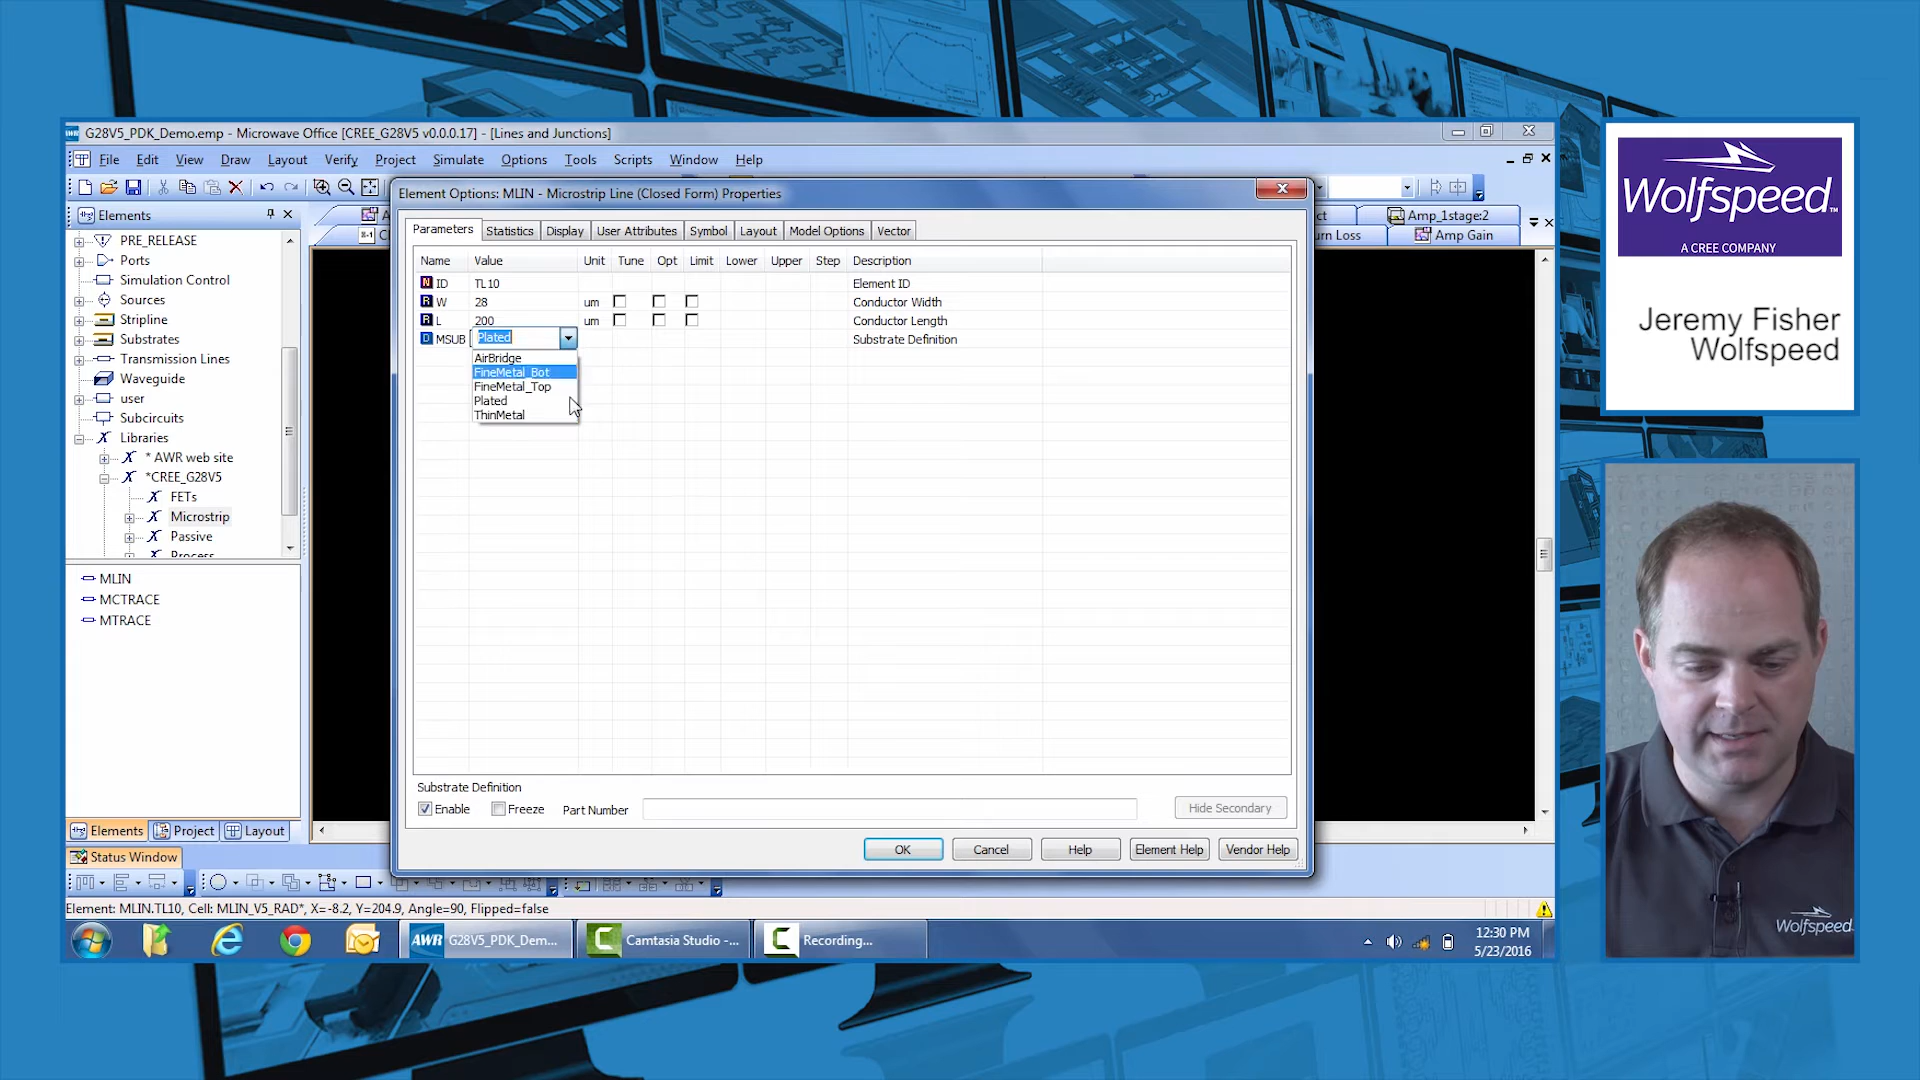 G28V5_PDK_Demo.emp - Microwave Office [CREE_G28V5 v0.0.0.17] - [Lines and Junctions]
File Edit View Draw Layout Verify Project Simulate Options Tools Scripts Window Help
Elements
PRE_RELEASE
Ports
Simulation Control
Sources
Stripline
Substrates
Transmission Lines
Waveguide
user
Subcircuits
Libraries
* AWR web site
*CREE_G28V5
FETs
Microstrip
Passive
Process
MLIN
MCTRACE
MTRACE
Elements Project Layout
Status Window
Element Options: MLIN - Microstrip Line (Closed Form) Properties
Parameters Statistics Display User Attributes Symbol Layout Model Options Vector
Name Value Unit Tune Opt Limit Lower Upper Step Description
N ID TL10 Element ID
R W 28 um Conductor Width
R L 200 um Conductor Length
D MSUB Plated Substrate Definition
AirBridge
FineMetal_Bot
FineMetal_Top
Plated
ThinMetal
Substrate Definition
Enable Freeze Part Number Hide Secondary
OK Cancel Help Element Help Vendor Help
Amp_1stage:2
Amp Gain
Element: MLIN.TL10, Cell: MLIN_V5_RAD*, X=-8.2, Y=204.9, Angle=90, Flipped=false
AWR G28V5_PDK_Dem...
Camtasia Studio -...
Recording...
12:30 PM
5/23/2016
Wolfspeed™
A CREE COMPANY
Jeremy Fisher
Wolfspeed
Wolfspeed